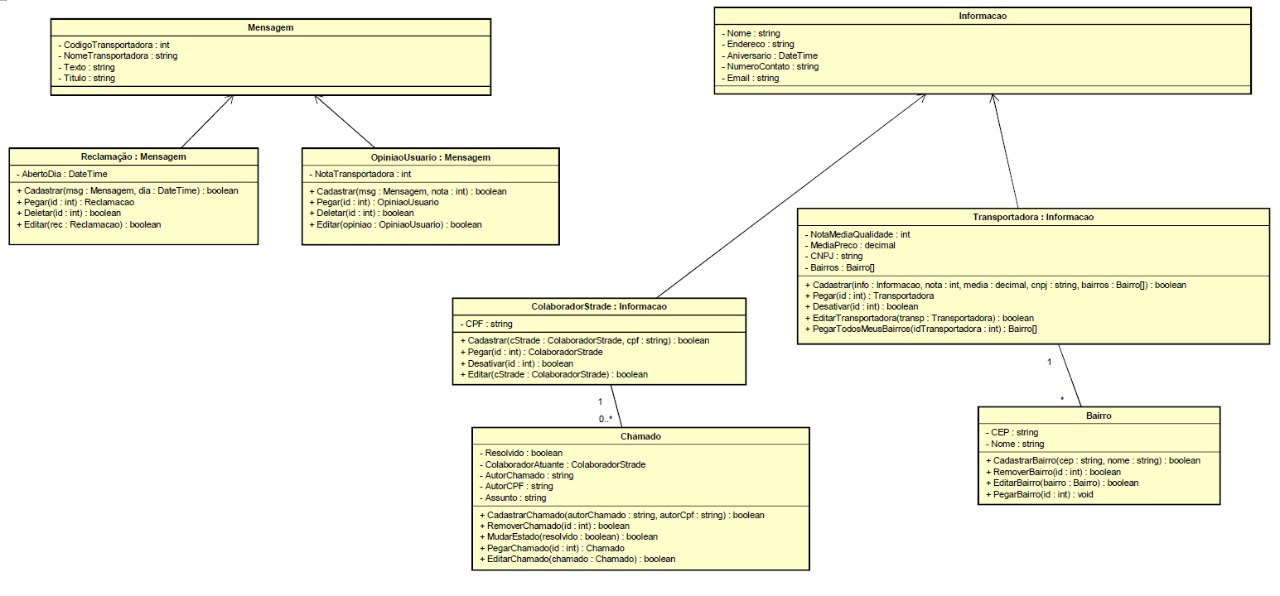 Mensagem
- CodigoTransportadora : int
- NomeTransportadora : string
- Texto : string
- Titulo : string
Informacao
- Nome : string
- Endereco : string
- Aniversario : DateTime
- NumeroContato : string
- Email : string
Reclamação : Mensagem
- AbertoDia : DateTime
+ Cadastrar(msg : Mensagem, dia : DateTime) : boolean
+ Pegar(id : int) : Reclamacao
+ Deletar(id : int) : boolean
+ Editar(rec : Reclamacao) : boolean
OpiniaoUsuario : Mensagem
- NotaTransportadora : int
+ Cadastrar(msg : Mensagem, nota : int) : boolean
+ Pegar(id : int) : OpiniaoUsuario
+ Deletar(id : int) : boolean
+ Editar(opiniao : OpiniaoUsuario) : boolean
Transportadora : Informacao
- NotaMediaQualidade : int
- MediaPreco : decimal
- CNPJ : string
- Bairros : Bairro[]
+ Cadastrar(info : Informacao, nota : int, media : decimal, cnpj : string, bairros : Bairro[]) : boolean
+ Pegar(id : int) : Transportadora
+ Desativar(id : int) : boolean
+ EditarTransportadora(transp : Transportadora) : boolean
+ PegarTodosMeusBairros(idTransportadora : int) : Bairro[]
ColaboradorStrade : Informacao
- CPF : string
+ Cadastrar(cStrade : ColaboradorStrade, cpf : string) : boolean
+ Pegar(id : int) : ColaboradorStrade
+ Desativar(id : int) : boolean
+ Editar(cStrade : ColaboradorStrade) : boolean
1
0..*
1
*
Chamado
- Resolvido : boolean
- ColaboradorAtuante : ColaboradorStrade
- AutorChamado : string
- AutorCPF : string
- Assunto : string
+ CadastrarChamado(autorChamado : string, autorCpf : string) : boolean
+ RemoverChamado(id : int) : boolean
+ MudarEstado(resolvido : boolean) : boolean
+ PegarChamado(id : int) : Chamado
+ EditarChamado(chamado : Chamado) : boolean
Bairro
- CEP : string
- Nome : string
+ CadastrarBairro(cep : string, nome : string) : boolean
+ RemoverBairro(id : int) : boolean
+ EditarBairro(bairro : Bairro) : boolean
+ PegarBairro(id : int) : void